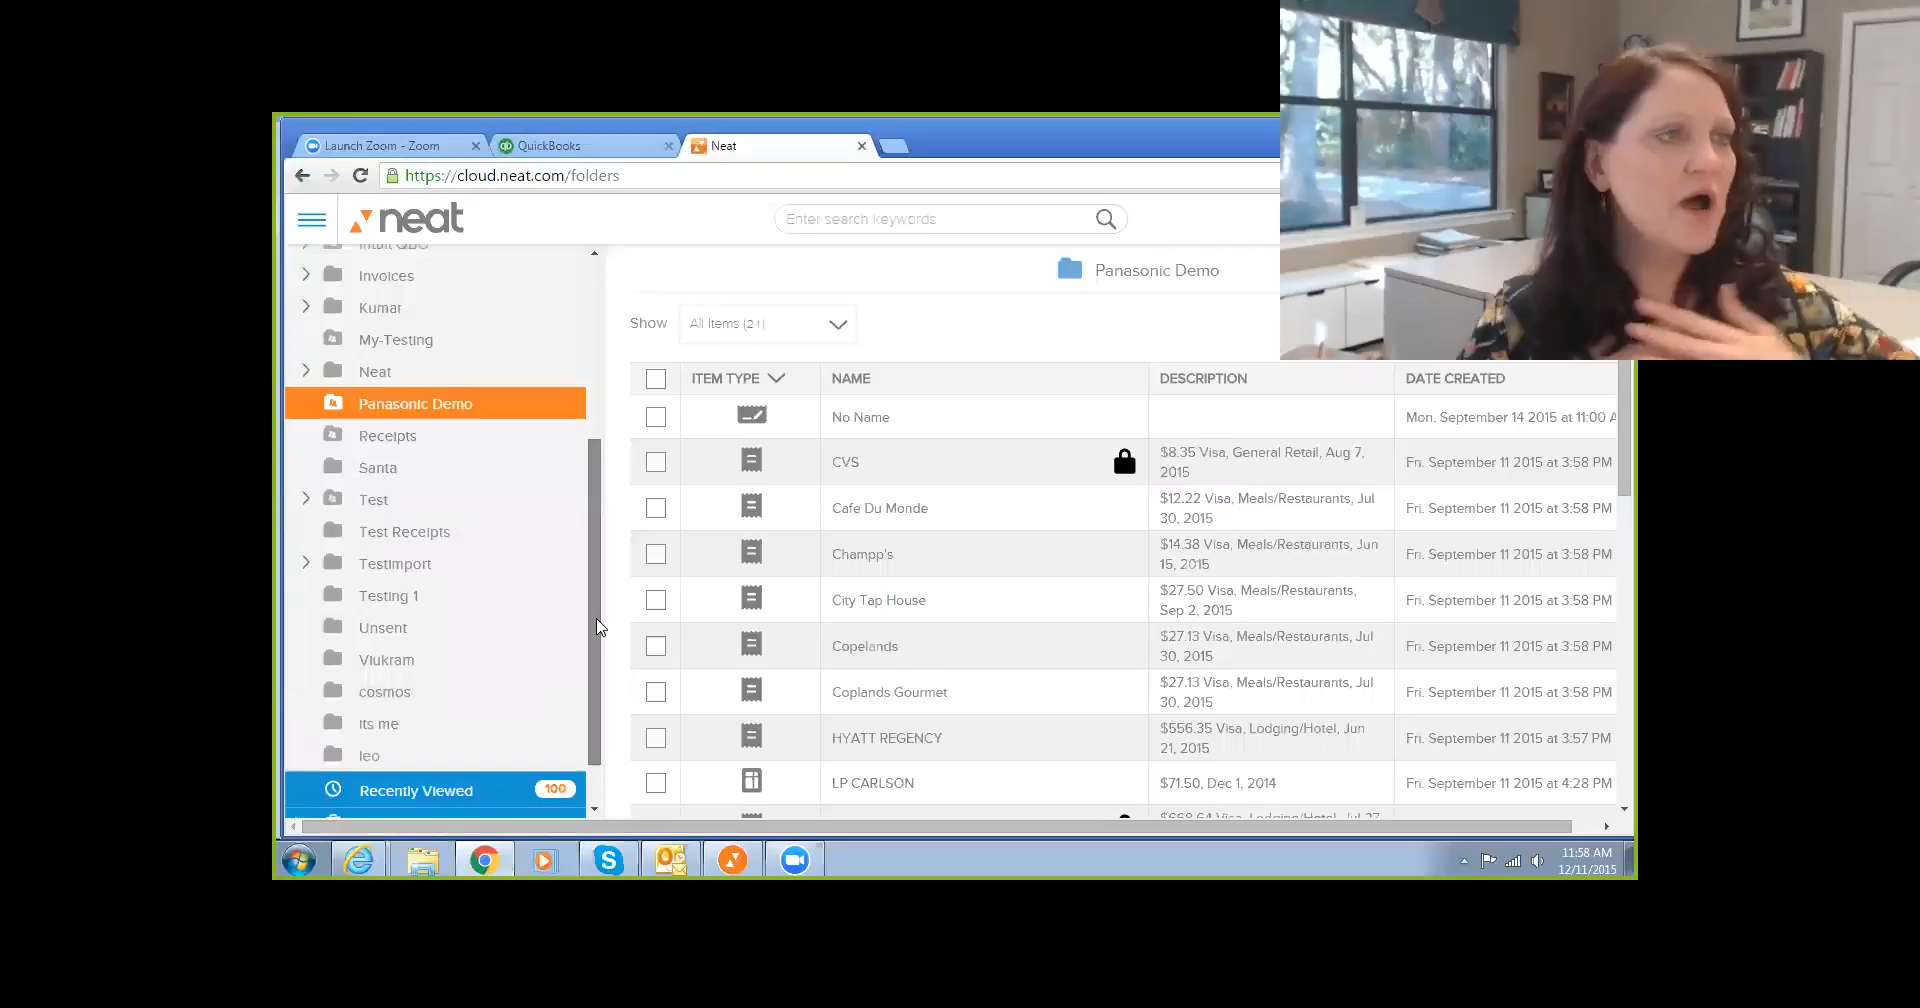 Launch Zoom - Zoom
QuickBooks
Neat
https://cloud.neat.com/folders
neat
Enter search keywords
Intuit QBO
Invoices
Kumar
My-Testing
Neat
Panasonic Demo
Receipts
Santa
Test
Test Receipts
Testimport
Testing 1
Unsent
Viukram
cosmos
Its me
leo
Recently Viewed 100
Panasonic Demo
Show All Items (21)
ITEM TYPE NAME DESCRIPTION DATE CREATED
No Name Mon. September 14 2015 at 11:00 A
CVS $8.35 Visa, General Retail, Aug 7,
2015 Fri. September 11 2015 at 3:58 PM
Cafe Du Monde $12.22 Visa, Meals/Restaurants, Jul
30, 2015 Fri. September 11 2015 at 3:58 PM
Champp's $14.38 Visa, Meals/Restaurants, Jun
15, 2015 Fri. September 11 2015 at 3:58 PM
City Tap House $27.50 Visa, Meals/Restaurants,
Sep 2, 2015 Fri. September 11 2015 at 3:58 PM
Copelands $27.13 Visa, Meals/Restaurants, Jul
30, 2015 Fri. September 11 2015 at 3:58 PM
Coplands Gourmet $27.13 Visa, Meals/Restaurants, Jul
30, 2015 Fri. September 11 2015 at 3:58 PM
HYATT REGENCY $556.35 Visa, Lodging/Hotel, Jun
21, 2015 Fri. September 11 2015 at 3:57 PM
LP CARLSON $71.50, Dec 1, 2014 Fri. September 11 2015 at 4:28 PM
$668.64 Visa, Lodging/Hotel, Jul 27
11:58 AM
12/11/2015